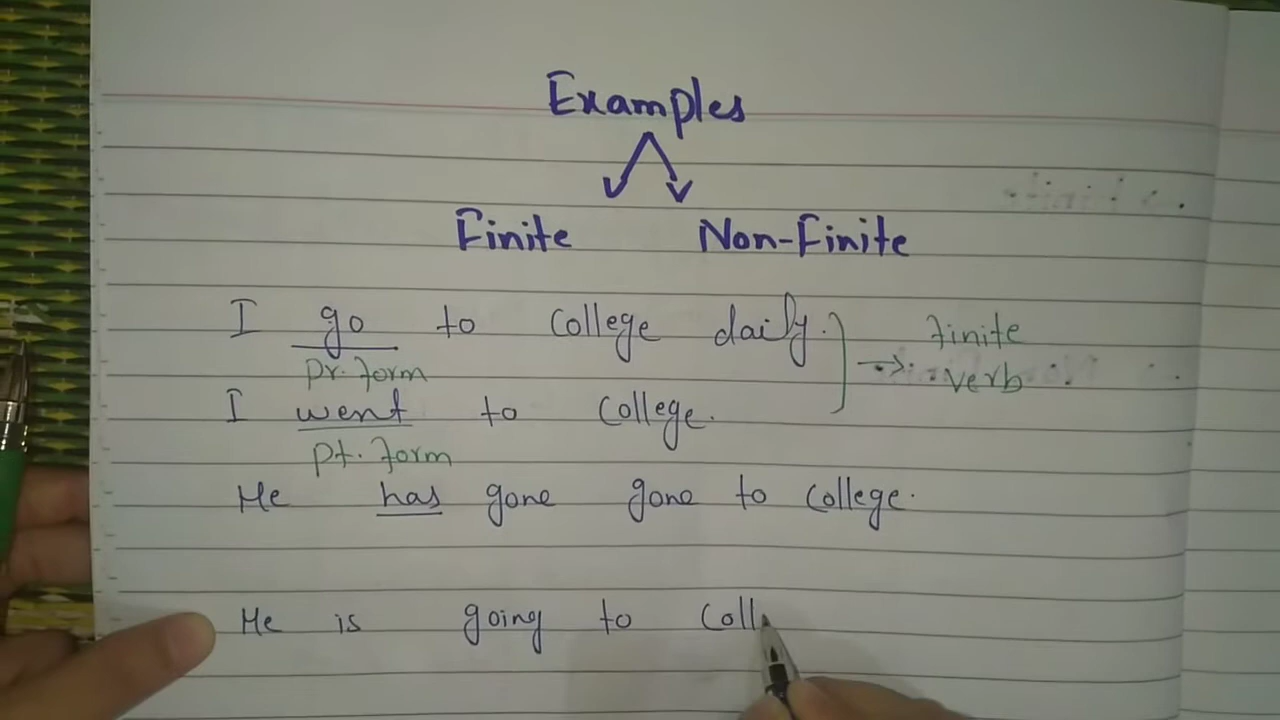 Examples
Finite Non-Finite
I go to college daily. → finite
pr. form verb
I went to college.
pt. form
He has gone gone to college.
He is going to Coll